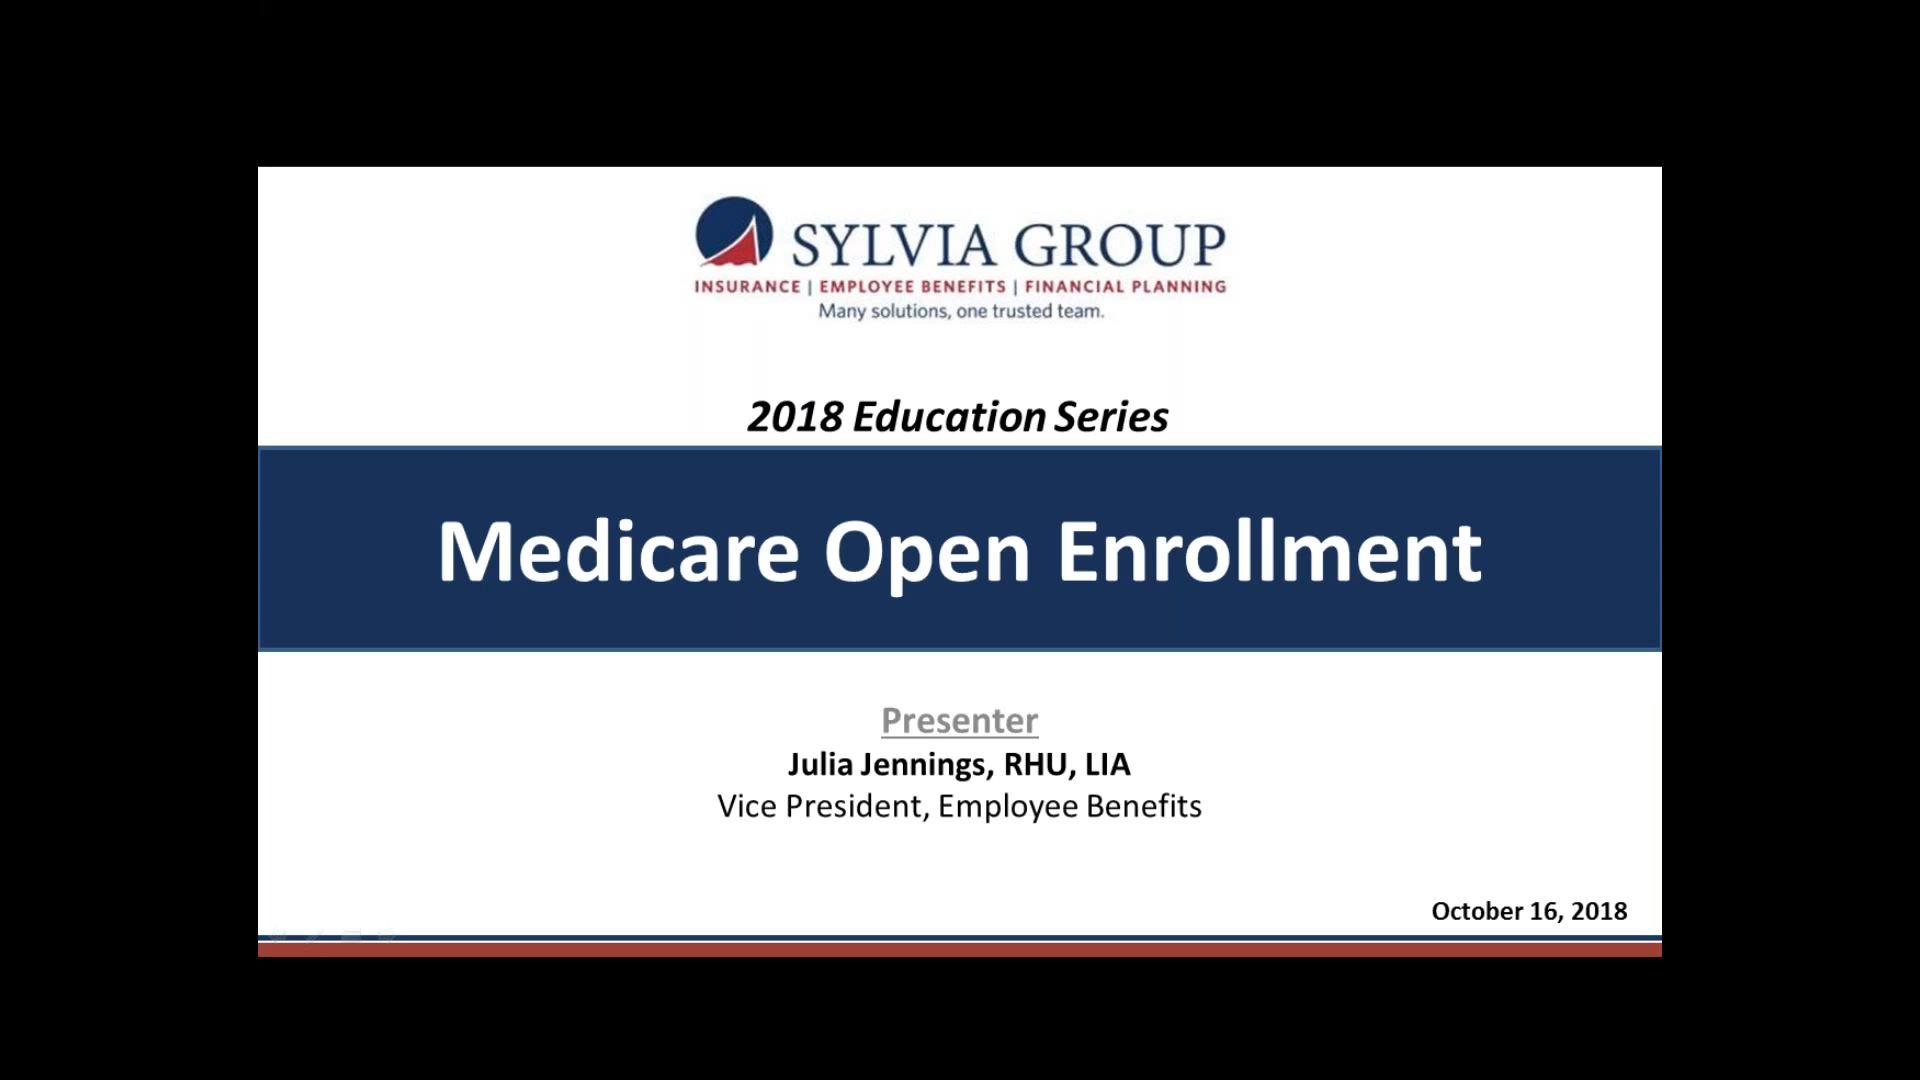 SYLVIA GROUP
INSURANCE | EMPLOYEE BENEFITS | FINANCIAL PLANNING
Many solutions, one trusted team.
2018 Education Series
Medicare Open Enrollment
Presenter
Julia Jennings, RHU, LIA
Vice President, Employee Benefits
October 16, 2018